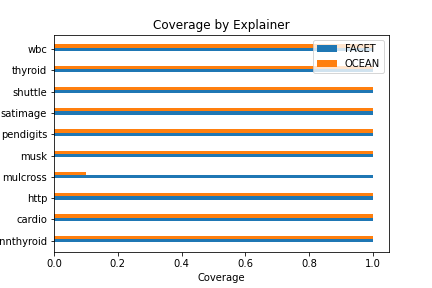 Coverage by Explainer
FACET
OCEAN
wbc
thyroid
shuttle
satimage
pendigits
musk
mulcross
http
cardio
nnthyroid
0.0 0.2 0.4 0.6 0.8 1.0
Coverage